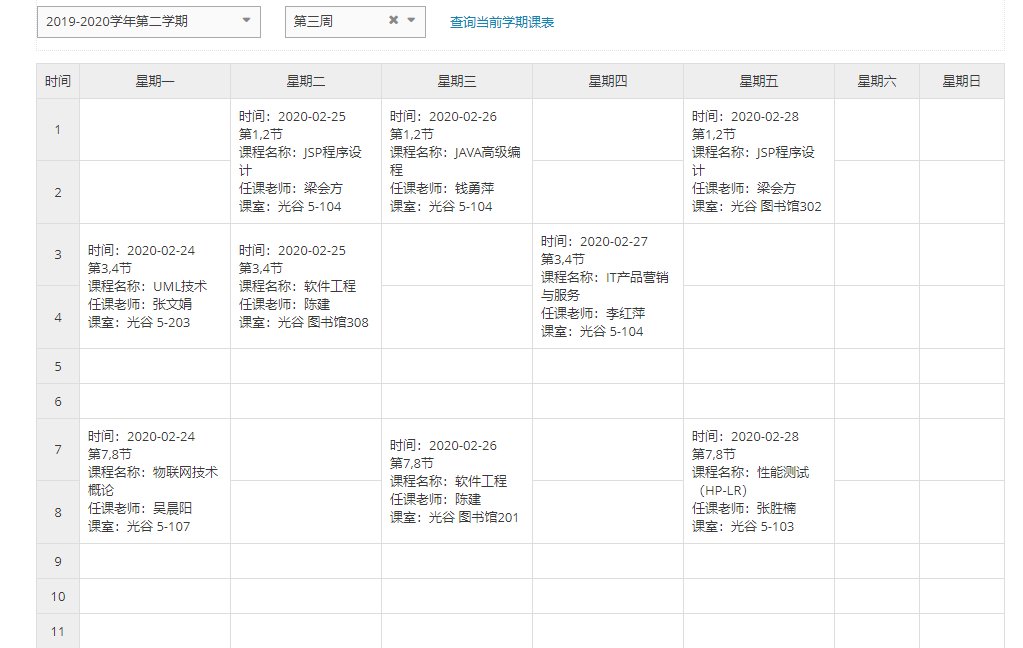 2019-2020学年第二学期 第三周 查询当前学期课表
时间 星期一 星期二 星期三 星期四 星期五 星期六 星期日
1
时间：2020-02-25
第1,2节
课程名称：JSP程序设
计
任课老师：梁会方
课室：光谷 5-104
时间：2020-02-26
第1,2节
课程名称：JAVA高级编
程
任课老师：钱勇萍
课室：光谷 5-104
时间：2020-02-28
第1,2节
课程名称：JSP程序设
计
任课老师：梁会方
课室：光谷 图书馆302
2
3
时间：2020-02-24
第3,4节
课程名称：UML技术
任课老师：张文娟
课室：光谷 5-203
时间：2020-02-25
第3,4节
课程名称：软件工程
任课老师：陈建
课室：光谷 图书馆308
时间：2020-02-27
第3,4节
课程名称：IT产品营销
与服务
任课老师：李红萍
课室：光谷 5-104
4
5
6
7
时间：2020-02-24
第7,8节
课程名称：物联网技术
概论
任课老师：吴晨阳
课室：光谷 5-107
时间：2020-02-26
第7,8节
课程名称：软件工程
任课老师：陈建
课室：光谷 图书馆201
时间：2020-02-28
第7,8节
课程名称：性能测试
（HP-LR）
任课老师：张胜楠
课室：光谷 5-103
8
9
10
11